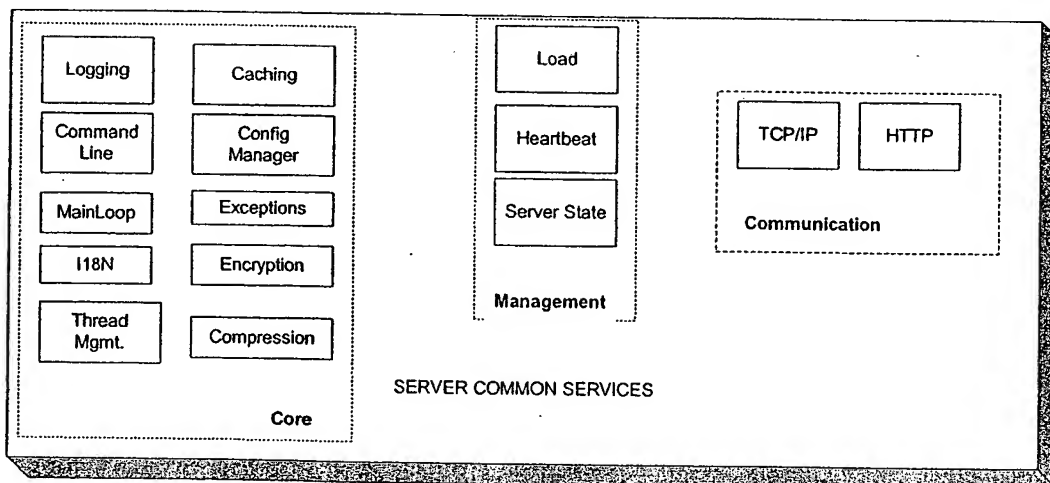 Logging
Caching
Command
Line
Config
Manager
MainLoop
Exceptions
I18N
Encryption
Thread
Mgmt.
Compression
Core
Load
Heartbeat
Server State
Management
TCP/IP
HTTP
Communication
SERVER COMMON SERVICES